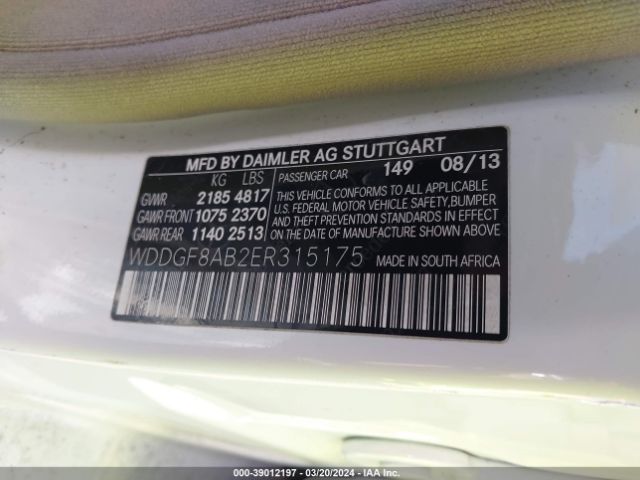 MFD BY DAIMLER AG STUTTGART
KG LBS PASSENGER CAR 149 08/13
GVWR 2185 4817
GAWR FRONT 1075 2370
GAWR REAR 1140 2513
THIS VEHICLE CONFORMS TO ALL APPLICABLE
U.S. FEDERAL MOTOR VEHICLE SAFETY,BUMPER
AND THEFT PREVENTION STANDARDS IN EFFECT
ON THE DATE OF MANUFACTURE SHOWN ABOVE.
WDDGF8AB2ER315175 MADE IN SOUTH AFRICA
000-39012197 - 03/20/2024 - IAA Inc.